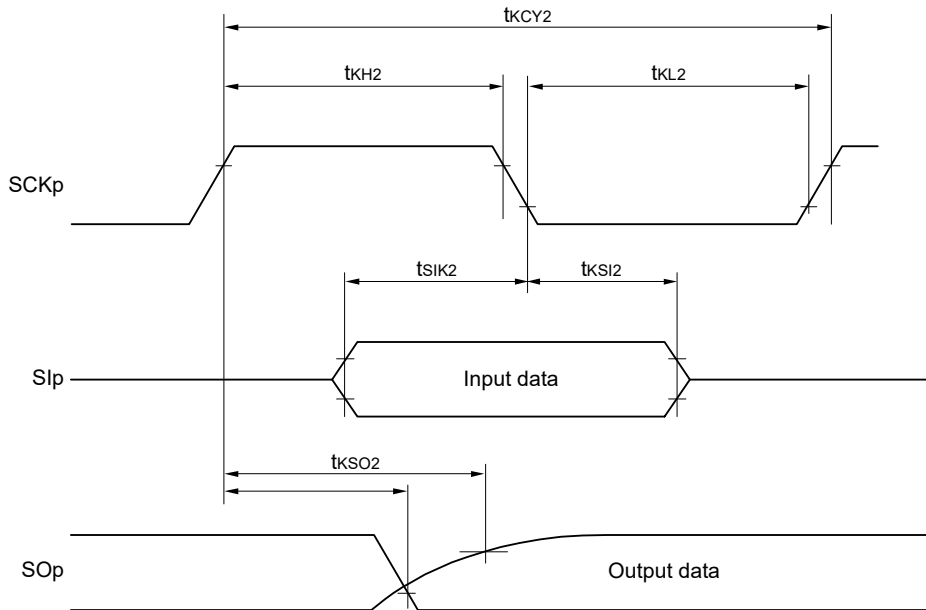 tKCY2
tKH2
tKL2
SCKp
tSIK2
tKSI2
SIp
Input data
tKSO2
SOp
Output data